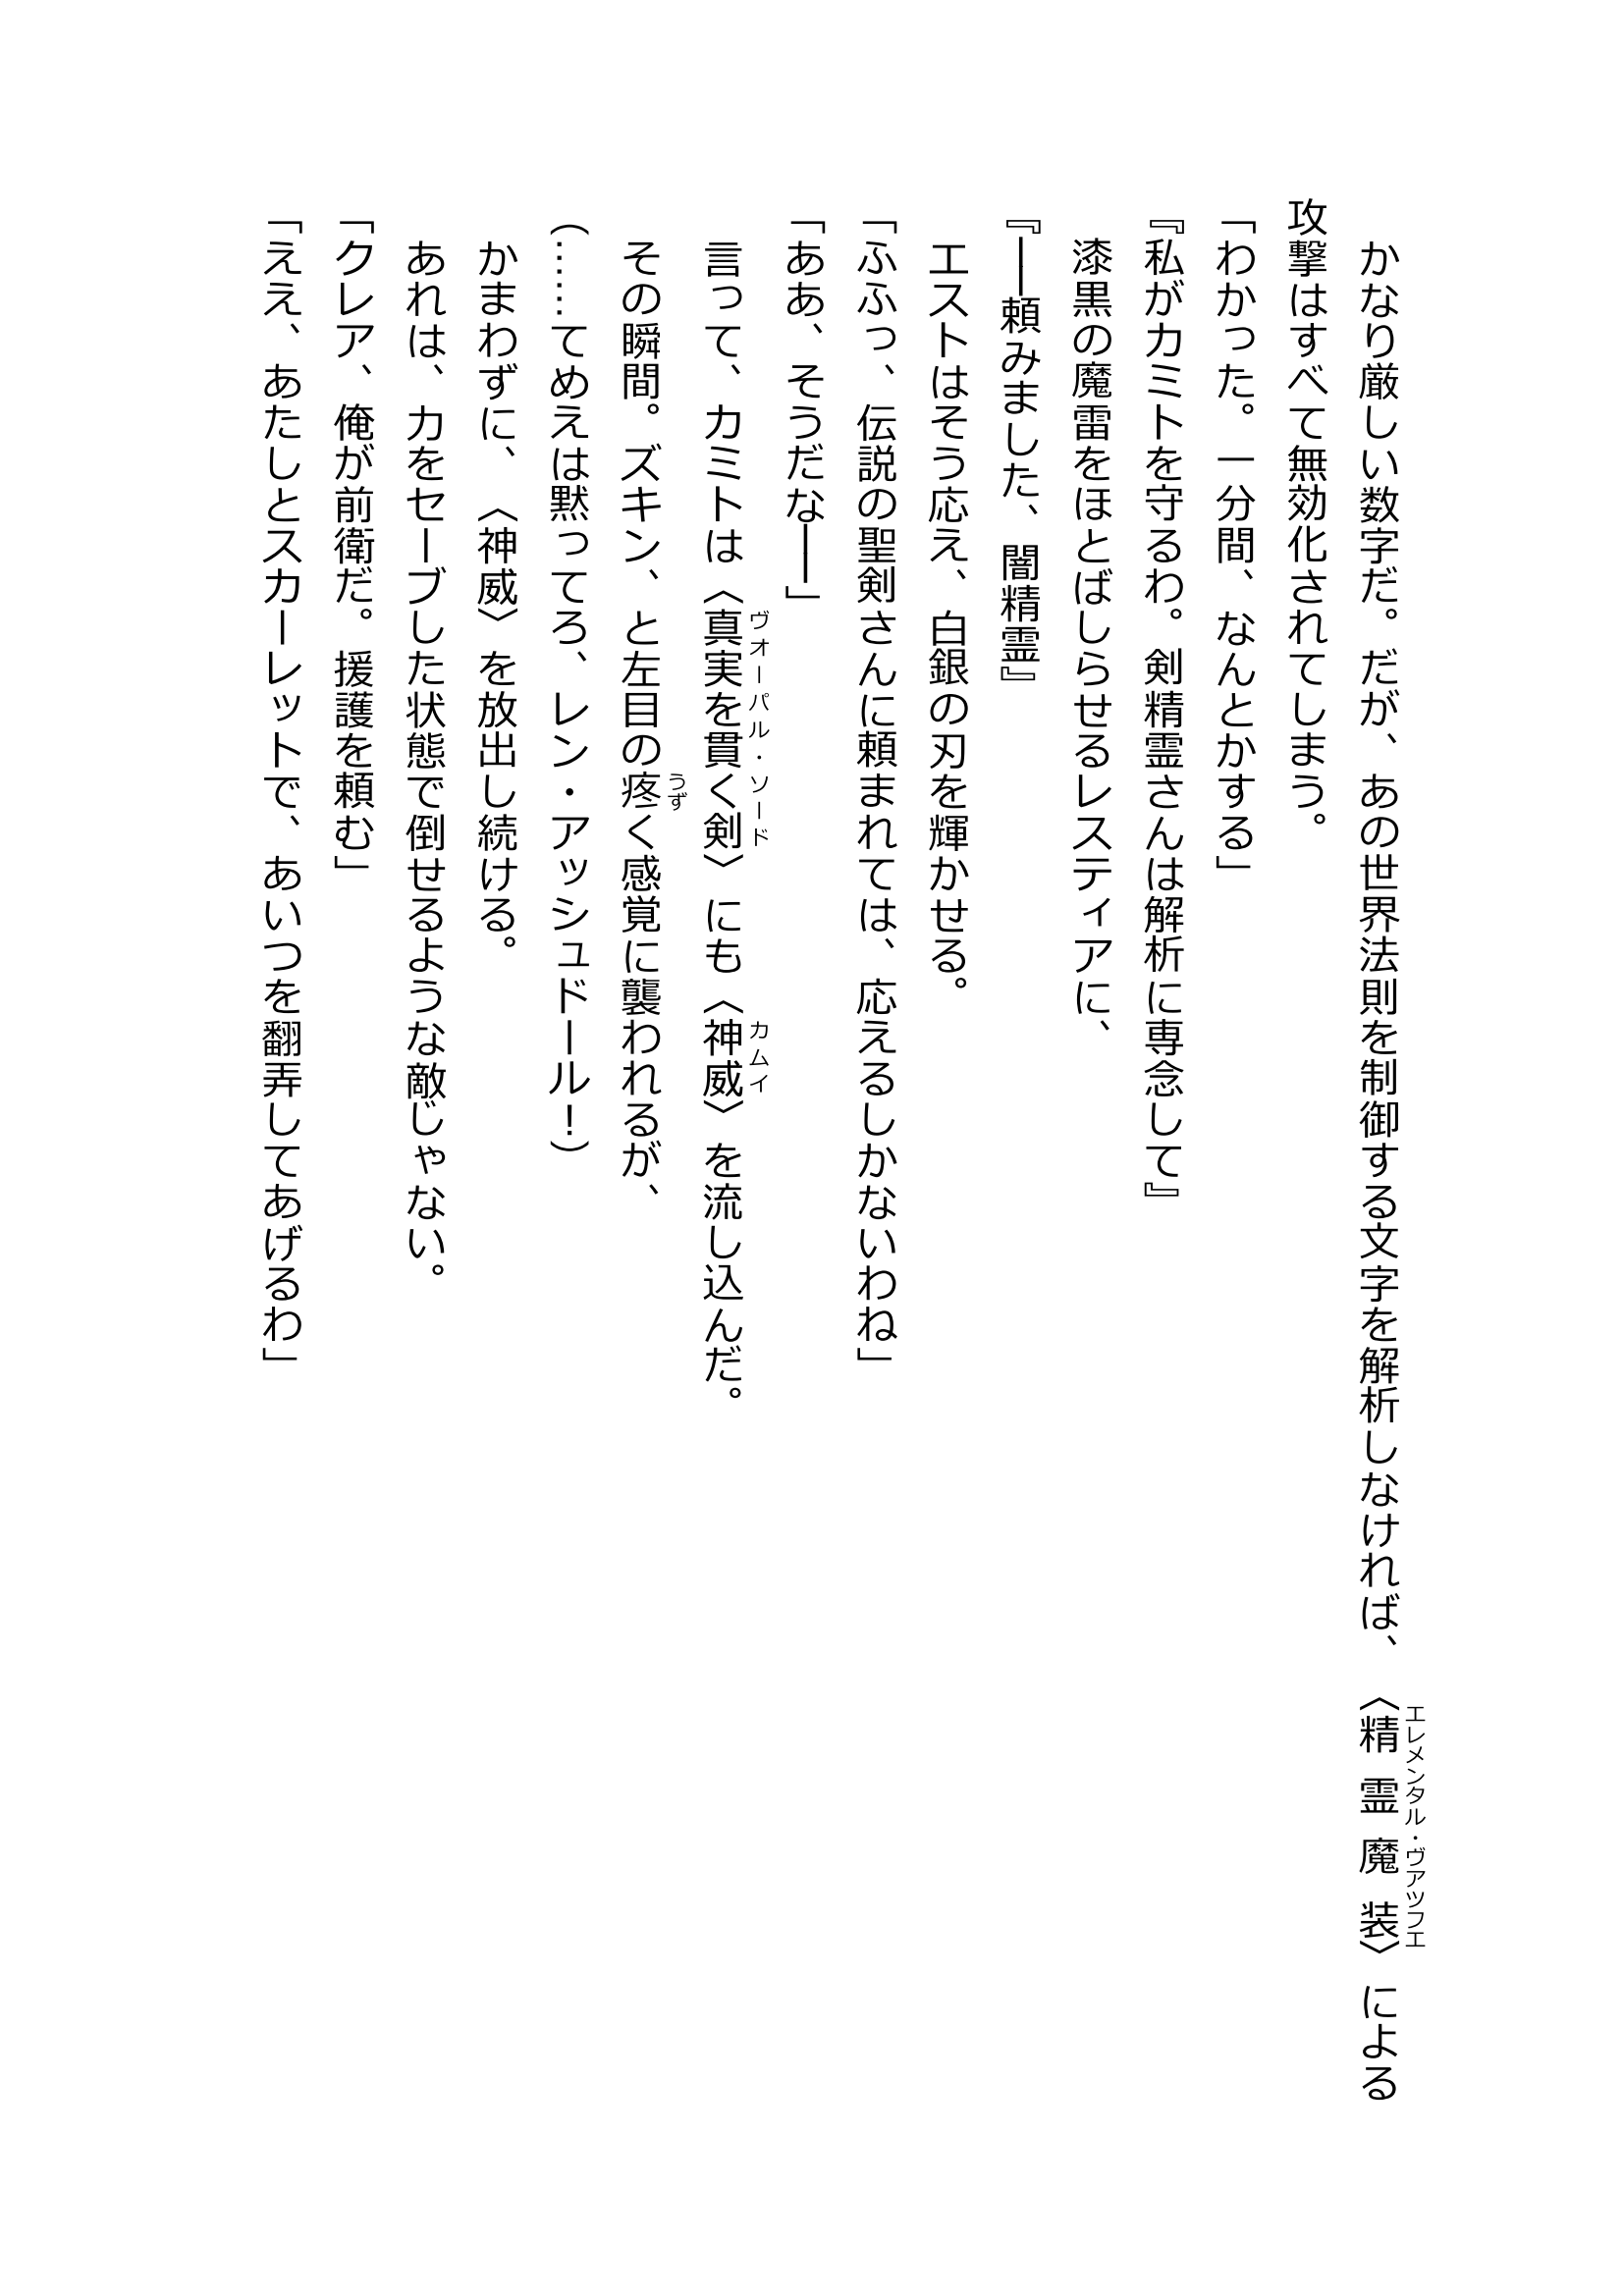 かなり厳しい数字だ。だが、あの世界法則を制御する文字を解析しなければ、〈精霊魔装〉による
エレメンタル・ヴアツフエ
攻撃はすべて無効化されてしまう。
「わかった。一分間、なんとかする」
『私がカミトを守るわ。剣精霊さんは解析に専念して』
　漆黒の魔雷をほとばしらせるレスティアに、
『──頼みました、闇精霊』
　エストはそう応え、白銀の刃を輝かせる。
「ふふっ、伝説の聖剣さんに頼まれては、応えるしかないわね」
「ああ、そうだな──」
　言って、カミトは〈真実を貫く剣〉にも〈神威〉を流し込んだ。
ヴオーパル・ソード
カムイ
　その瞬間。ズキン、と左目の疼く感覚に襲われるが、
うず
（……てめえは黙ってろ、レン・アッシュドール！）
　かまわずに、〈神威〉を放出し続ける。
　あれは、力をセーブした状態で倒せるような敵じゃない。
「クレア、俺が前衛だ。援護を頼む」
「ええ、あたしとスカーレットで、あいつを翻弄してあげるわ」